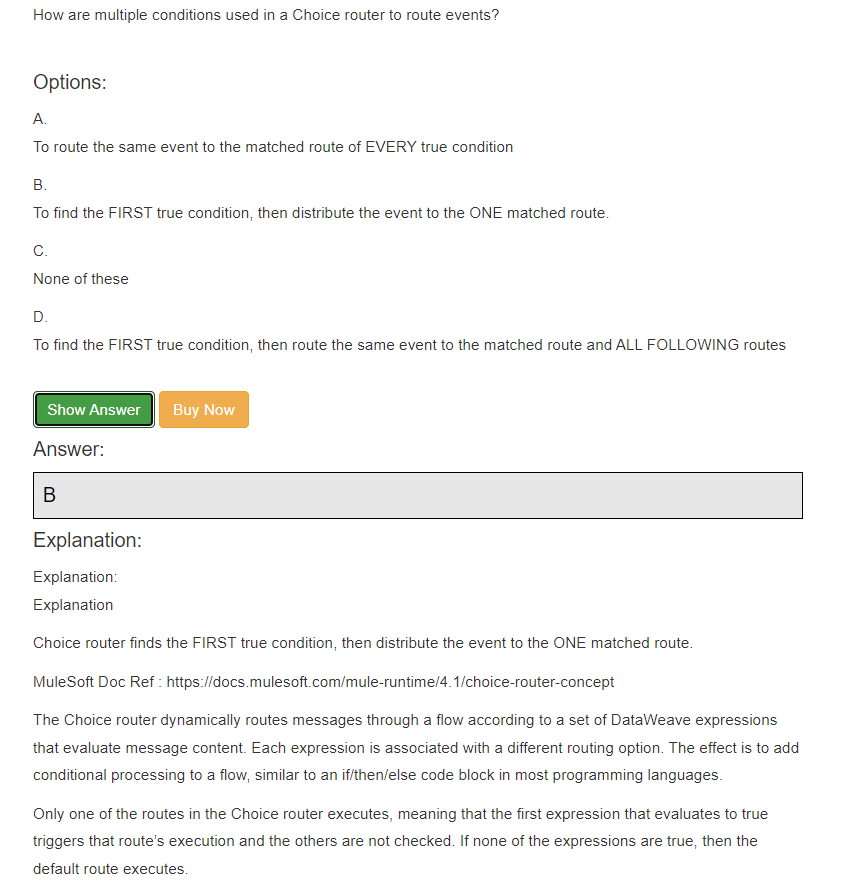 How are multiple conditions used in a Choice router to route events?
Options:
A.
To route the same event to the matched route of EVERY true condition
B.
To find the FIRST true condition, then distribute the event to the ONE matched route.
C.
None of these
D.
To find the FIRST true condition, then route the same event to the matched route and ALL FOLLOWING routes
Show Answer Buy Now
Answer:
B
Explanation:
Explanation:
Explanation
Choice router finds the FIRST true condition, then distribute the event to the ONE matched route.
MuleSoft Doc Ref : https://docs.mulesoft.com/mule-runtime/4.1/choice-router-concept
The Choice router dynamically routes messages through a flow according to a set of DataWeave expressions
that evaluate message content. Each expression is associated with a different routing option. The effect is to add
conditional processing to a flow, similar to an if/then/else code block in most programming languages.
Only one of the routes in the Choice router executes, meaning that the first expression that evaluates to true
triggers that route's execution and the others are not checked. If none of the expressions are true, then the
default route executes.